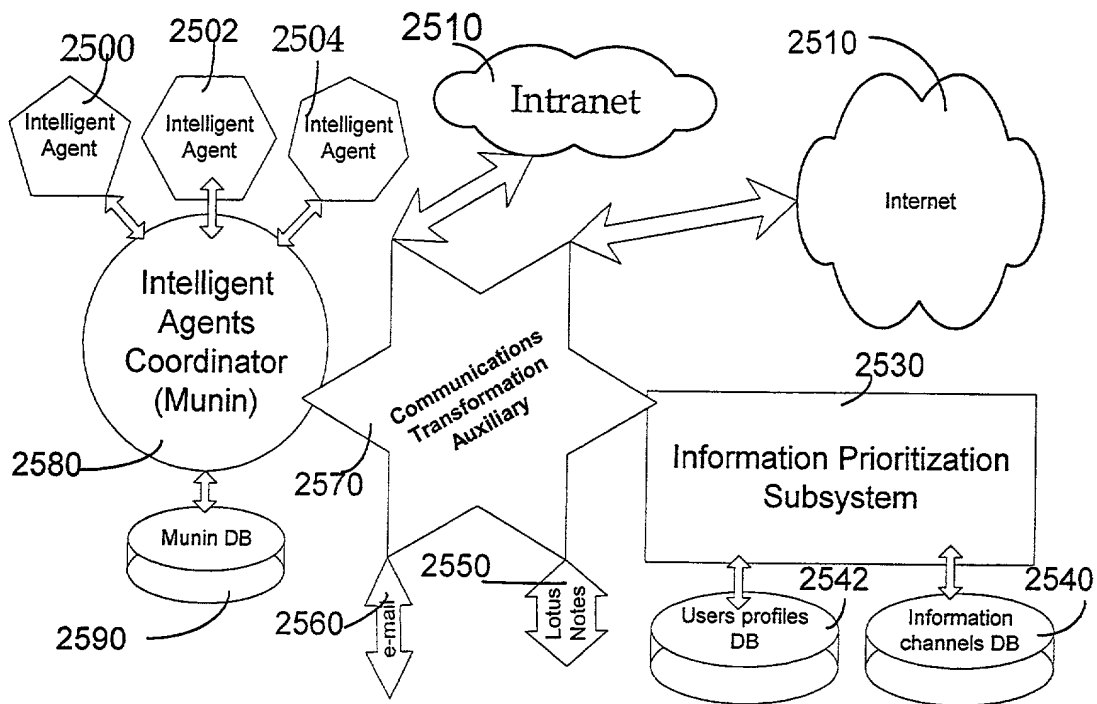 2500
2502
2504
2510
2510
Intelligent
Agent
Intelligent
Agent
Intelligent
Agent
Intranet
Internet
Intelligent
Agents
Coordinator
(Munin)
Communications
Transformation
Auxiliary
2530
Information Prioritization
Subsystem
2580
2570
Munin DB
2590
2560
e-mail
2550
Lotus
Notes
2542
Users profiles
DB
2540
Information
channels DB